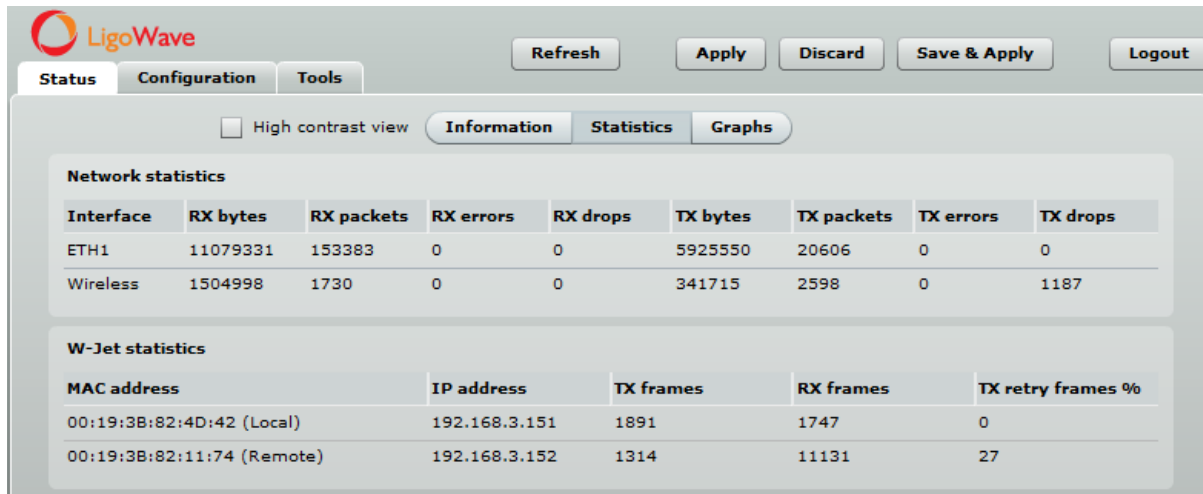 LigoWave
Refresh Apply Discard Save & Apply Logout
Status Configuration Tools
High contrast view Information Statistics Graphs
Network statistics
Interface RX bytes RX packets RX errors RX drops TX bytes TX packets TX errors TX drops
ETH1 11079331 153383 0 0 5925550 20606 0 0
Wireless 1504998 1730 0 0 341715 2598 0 1187
W-Jet statistics
MAC address IP address TX frames RX frames TX retry frames %
00:19:3B:82:4D:42 (Local) 192.168.3.151 1891 1747 0
00:19:3B:82:11:74 (Remote) 192.168.3.152 1314 11131 27